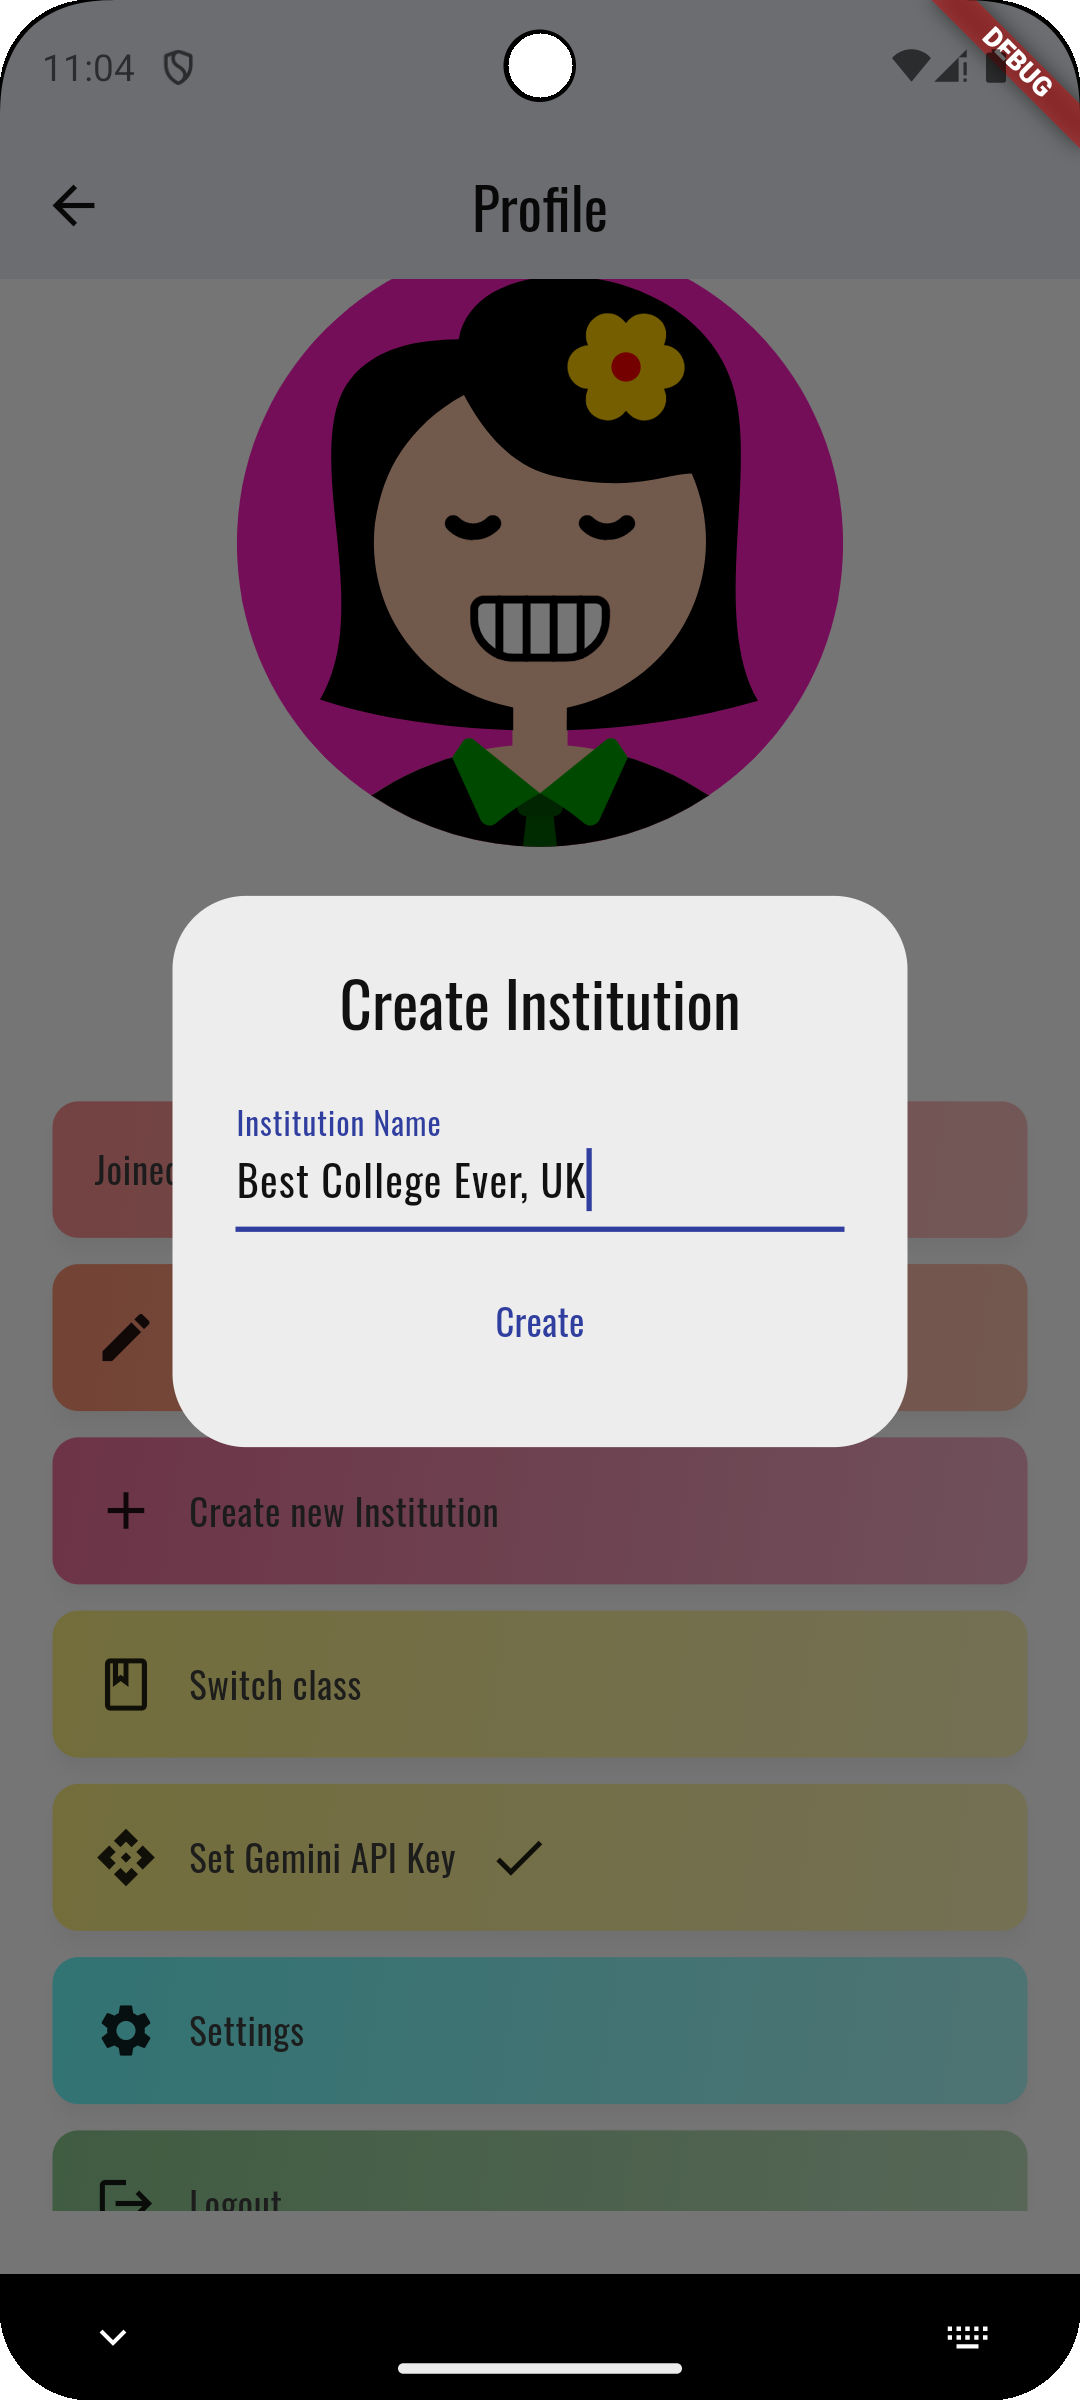 11:04
DEBUG
Profile
Create Institution
Institution Name
Best College Ever, UK
Create
Create new Institution
Switch class
Set Gemini API Key
Settings
Logout